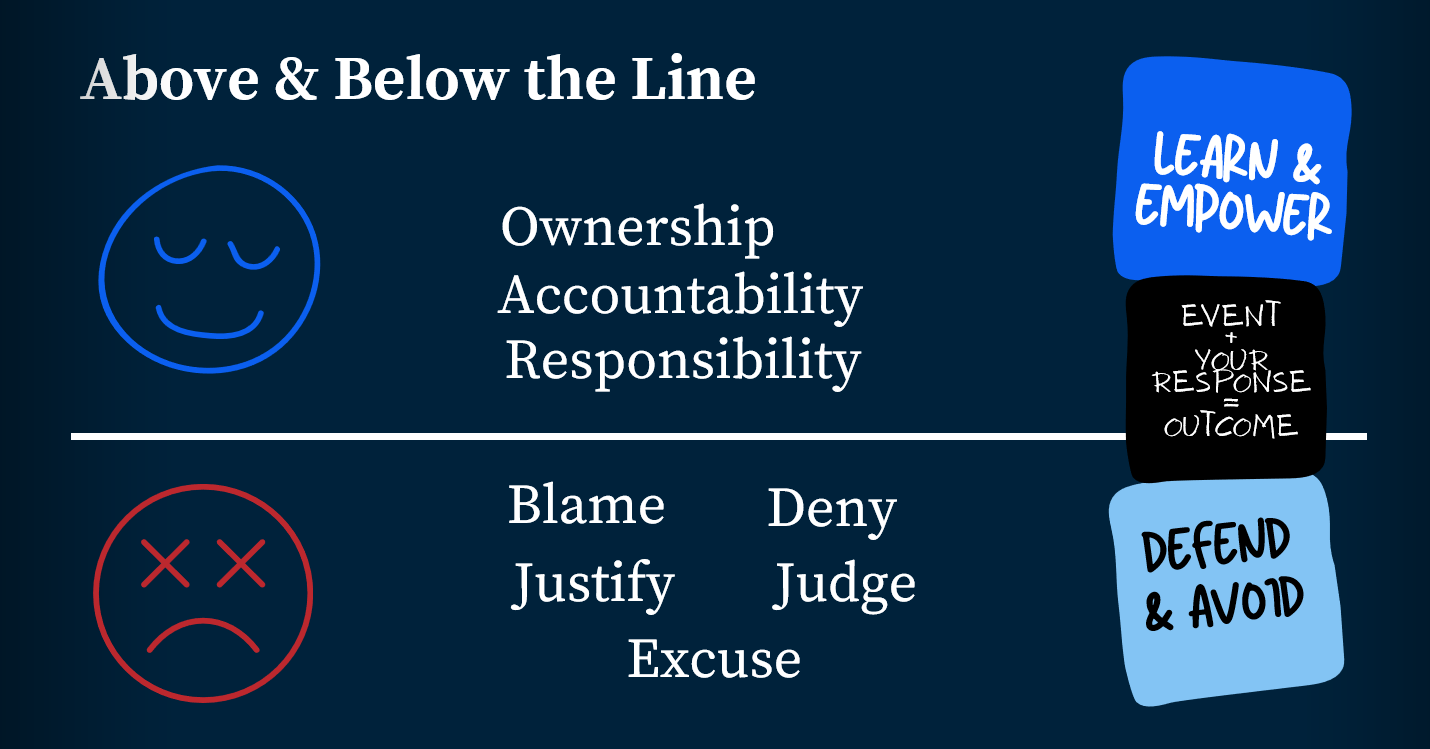 Above & Below the Line
Ownership
Accountability
Responsibility
Blame Deny
Justify Judge
Excuse
LEARN &
EMPOWER
EVENT
+
YOUR
RESPONSE
=
OUTCOME
DEFEND
& AVOID